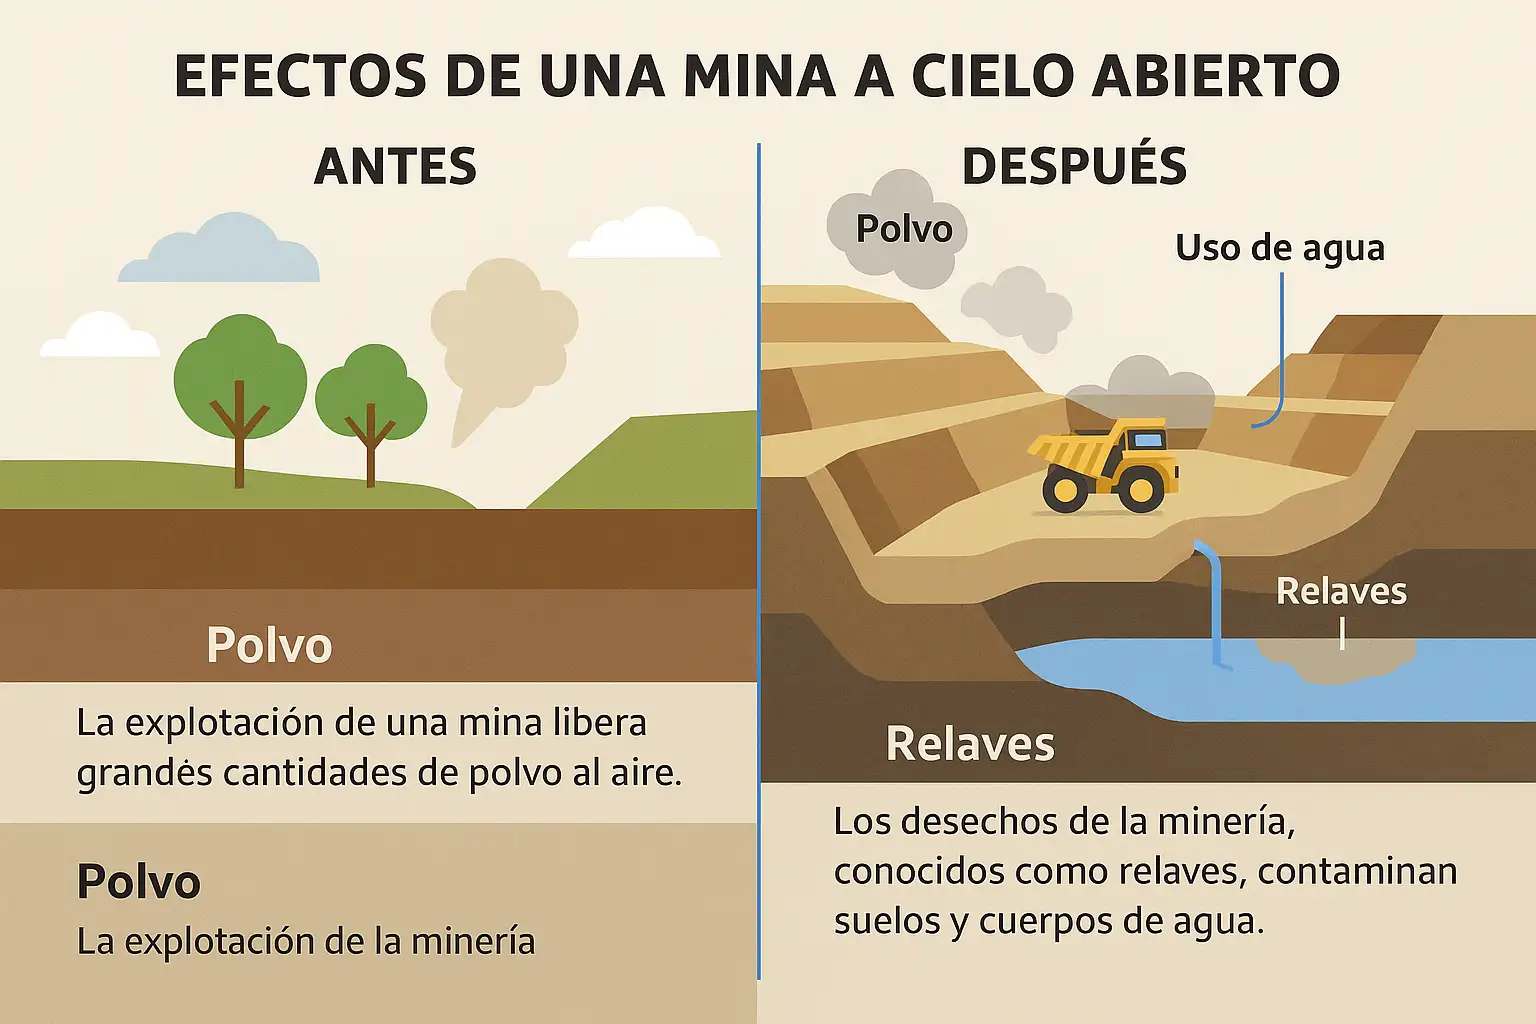 EFECTOS DE UNA MINA A CIELO ABIERTO
ANTES
Polvo
La explotación de una mina libera
grandės cantidades de polvo al aire.
Polvo
La explotación de la minería
DESPUÉS
Polvo
Uso de agua
Relaves
Relaves
Los desechos de la minería,
conocidos como relaves, contaminan
suelos y cuerpos de agua.